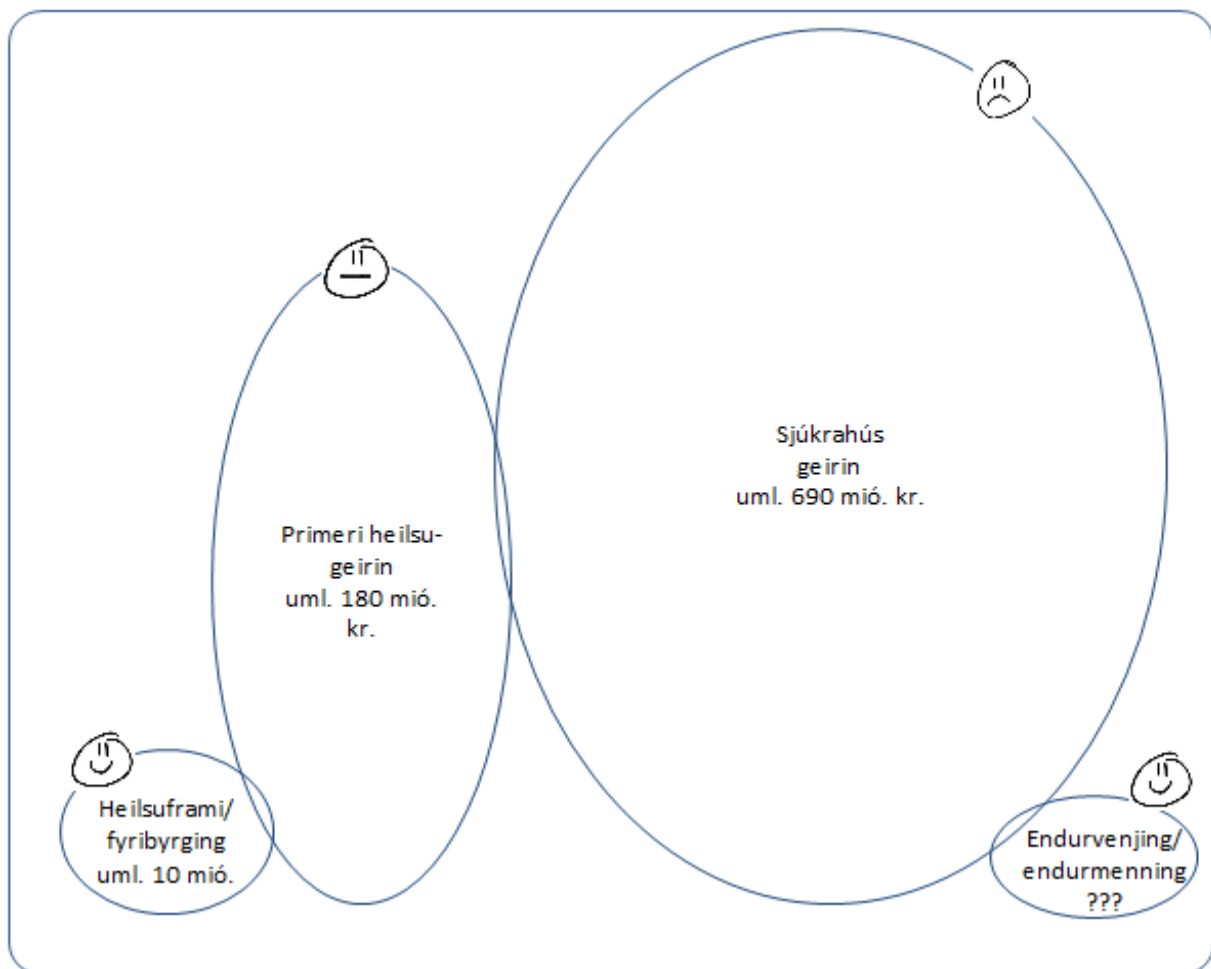 Sjúkrahús
geirin
uml. 690 mió. kr.
Primeri heilsu-
geirin
uml. 180 mió.
kr.
Heilsuframi/
fyribyrging
uml. 10 mió.
Endurvenjing/
endurmenning
???